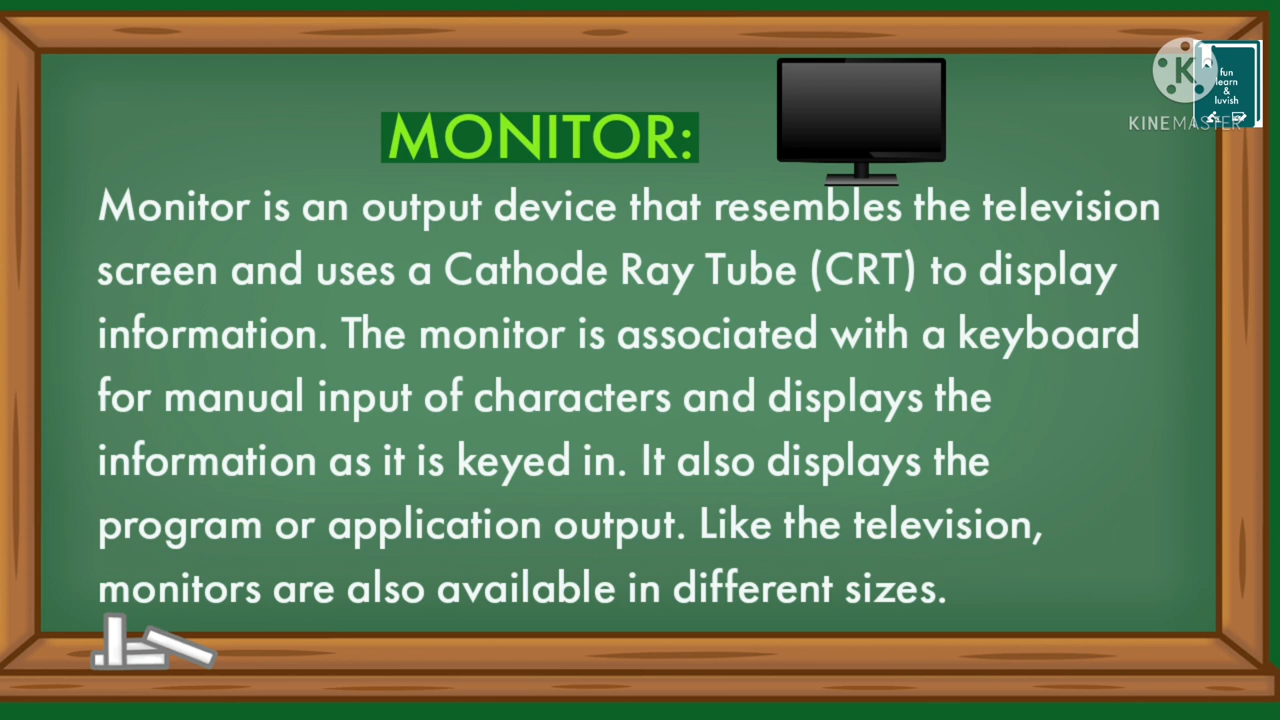 MONITOR:
Monitor is an output device that resembles the television
screen and uses a Cathode Ray Tube (CRT) to display
information. The monitor is associated with a keyboard
for manual input of characters and displays the
information as it is keyed in. It also displays the
program or application output. Like the television,
monitors are also available in different sizes.
K
KINEMASTER
fun
learn
&
luvish